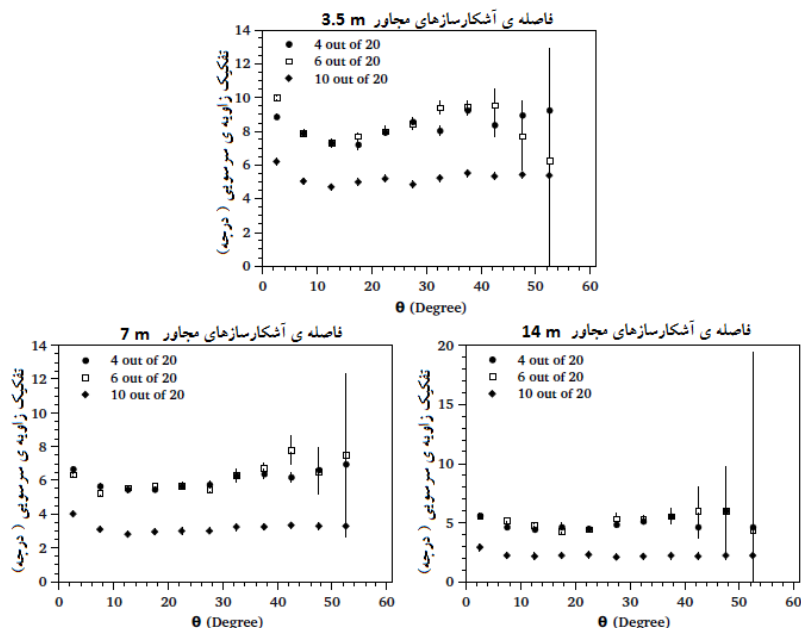 فاصله ی آشکارسازهای مجاور 3.5 m
تفکیک زاویه ی سرسویی ( درجه)
14
12
10
8
6
4
2
0
4 out of 20
6 out of 20
10 out of 20
0 10 20 30 40 50 60
θ (Degree)
فاصله ی آشکارسازهای مجاور 7 m
تفکیک زاویه ی سرسویی ( درجه)
14
12
10
8
6
4
2
0
4 out of 20
6 out of 20
10 out of 20
0 10 20 30 40 50 60
θ (Degree)
فاصله ی آشکارسازهای مجاور 14 m
تفکیک زاویه ی سرسویی ( درجه)
20
15
10
5
0
4 out of 20
6 out of 20
10 out of 20
0 10 20 30 40 50 60
θ (Degree)